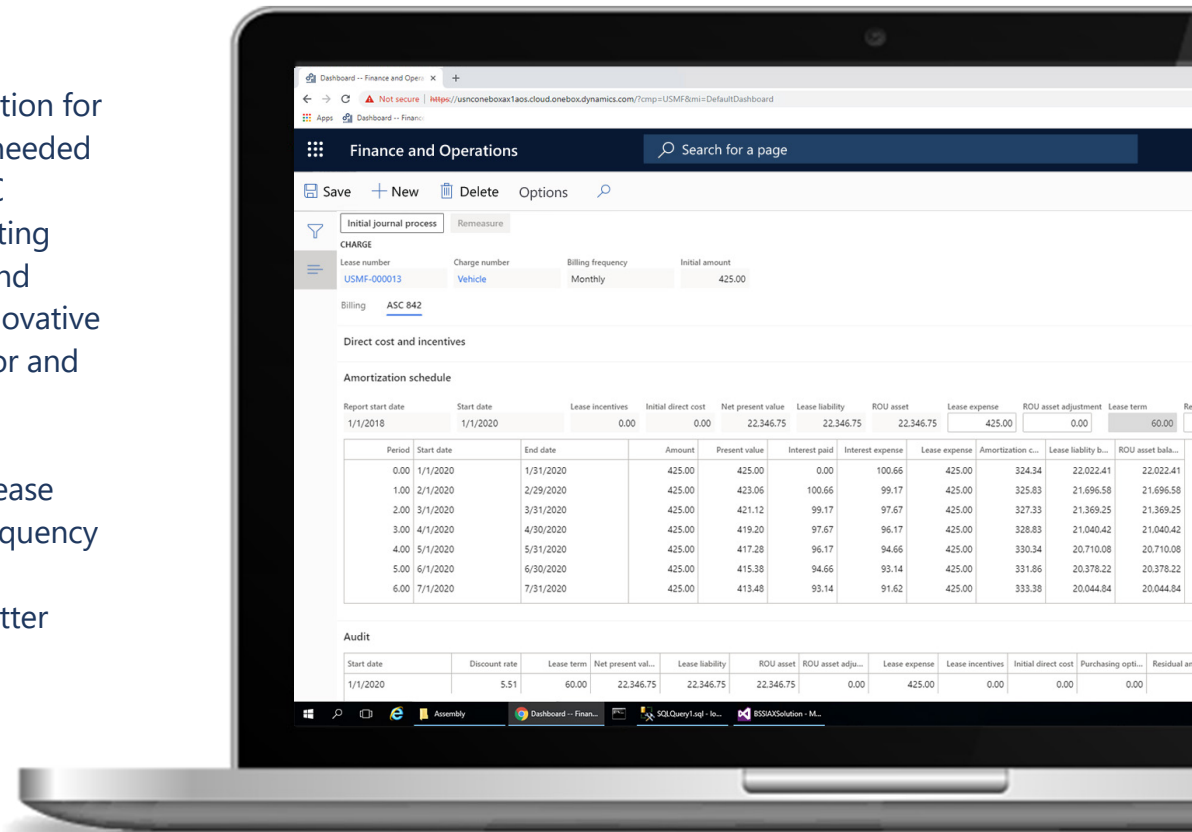 tion for
needed
ting
nd
ovative
or and
ease
quency
tter
Dashboard -- Finance and Opera × +
Not secure | https://usnconeboxax1aos.cloud.onebox.dynamics.com/?cmp=USMF&mi=DefaultDashboard
Apps Dashboard -- Financ
Finance and Operations Search for a page
Save New Delete Options
Initial journal process Remeasure
CHARGE
Lease number Charge number Billing frequency Initial amount
USMF-000013 Vehicle Monthly 425.00
Billing ASC 842
Direct cost and incentives
Amortization schedule
Report start date Start date Lease incentives Initial direct cost Net present value Lease liability ROU asset Lease expense ROU asset adjustment Lease term Re
1/1/2018 1/1/2020 0.00 0.00 22.346.75 22.346.75 22.346.75 425.00 0.00 60.00
Period Start date End date Amount Present value Interest paid Interest expense Lease expense Amortization c... Lease liablity b... ROU asset bala...
0.00 1/1/2020 1/31/2020 425.00 425.00 0.00 100.66 425.00 324.34 22.022.41 22.022.41
1.00 2/1/2020 2/29/2020 425.00 423.06 100.66 99.17 425.00 325.83 21.696.58 21.696.58
2.00 3/1/2020 3/31/2020 425.00 421.12 99.17 97.67 425.00 327.33 21.369.25 21.369.25
3.00 4/1/2020 4/30/2020 425.00 419.20 97.67 96.17 425.00 328.83 21.040.42 21.040.42
4.00 5/1/2020 5/31/2020 425.00 417.28 96.17 94.66 425.00 330.34 20.710.08 20.710.08
5.00 6/1/2020 6/30/2020 425.00 415.38 94.66 93.14 425.00 331.86 20.378.22 20.378.22
6.00 7/1/2020 7/31/2020 425.00 413.48 93.14 91.62 425.00 333.38 20.044.84 20.044.84
Audit
Start date Discount rate Lease term Net present val... Lease liability ROU asset ROU asset adju... Lease expense Lease incentives Initial direct cost Purchasing opti... Residual an
1/1/2020 5.51 60.00 22.346.75 22.346.75 22.346.75 0.00 425.00 0.00 0.00 0.00
Assembly Dashboard -- Finan... SQLQuery1.sql - lo... BSSIAXSolution - M...